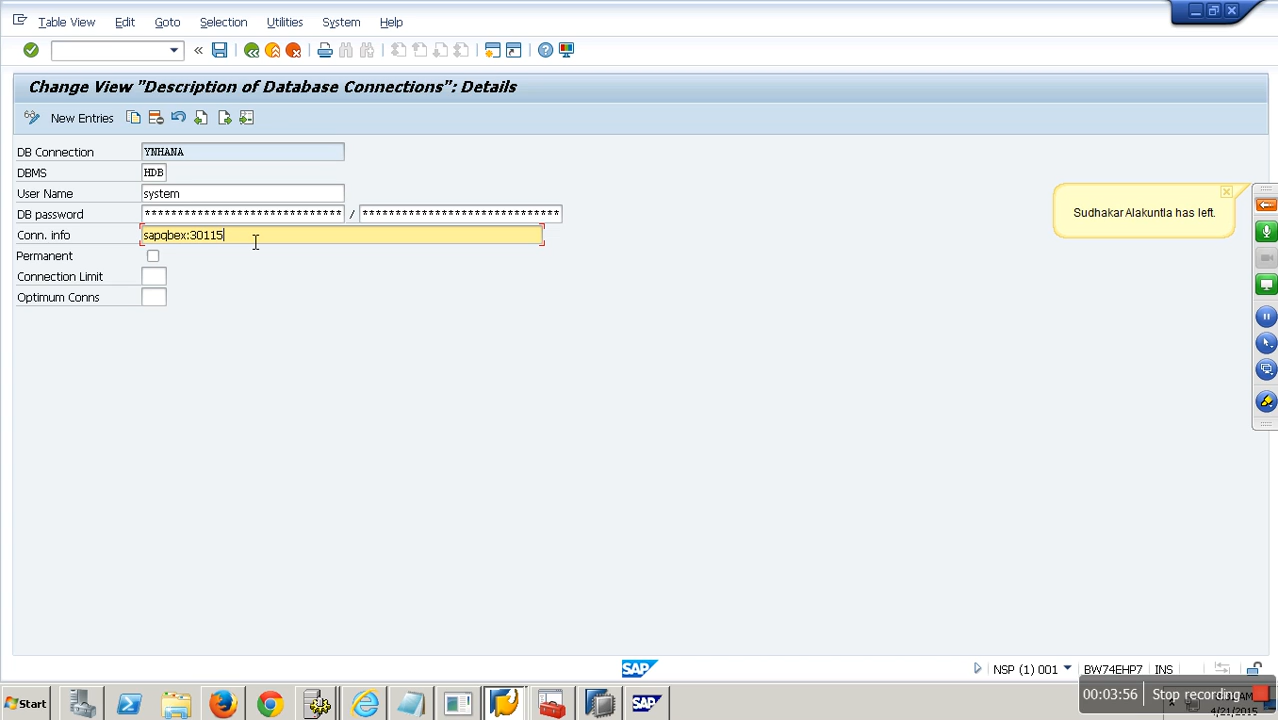 Table View Edit Goto Selection Utilities System Help
Change View "Description of Database Connections": Details
New Entries
DB Connection YNHANA
DBMS HDB
User Name system
DB password **************************** / ****************************
Conn. info sapqbex:30115
Permanent
Connection Limit
Optimum Conns
Sudhakar Alakuntla has left.
SAP
NSP (1) 001 BW74EHP7 INS
Start
SAP
00:03:56 Stop recording
4/21/2015